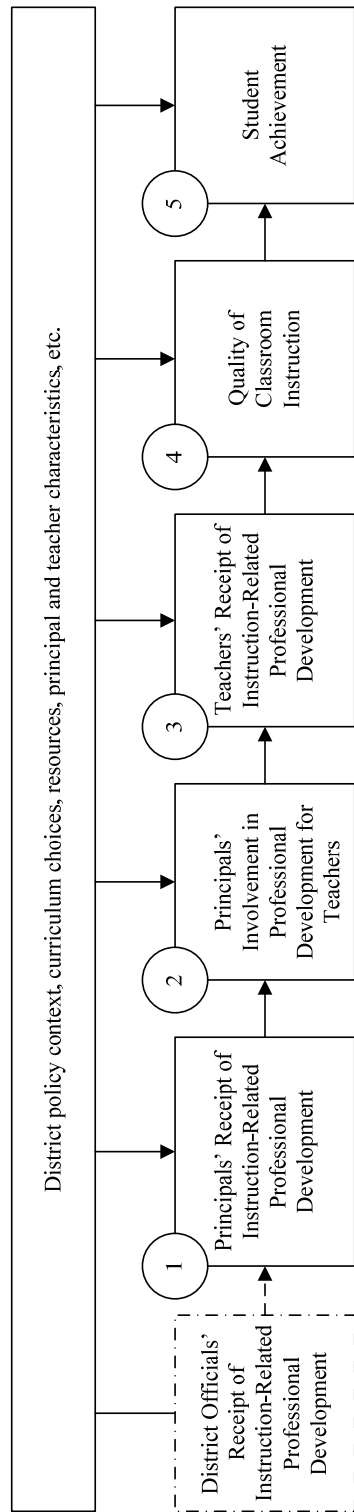 District policy context, curriculum choices, resources, principal and teacher characteristics, etc.
District Officials’
Receipt of
Instruction-Related
Professional
Development
1
Principals’ Receipt of
Instruction-Related
Professional
Development
2
Principals’
Involvement in
Professional
Development for
Teachers
3
Teachers’ Receipt of
Instruction-Related
Professional
Development
4
Quality of
Classroom
Instruction
5
Student
Achievement